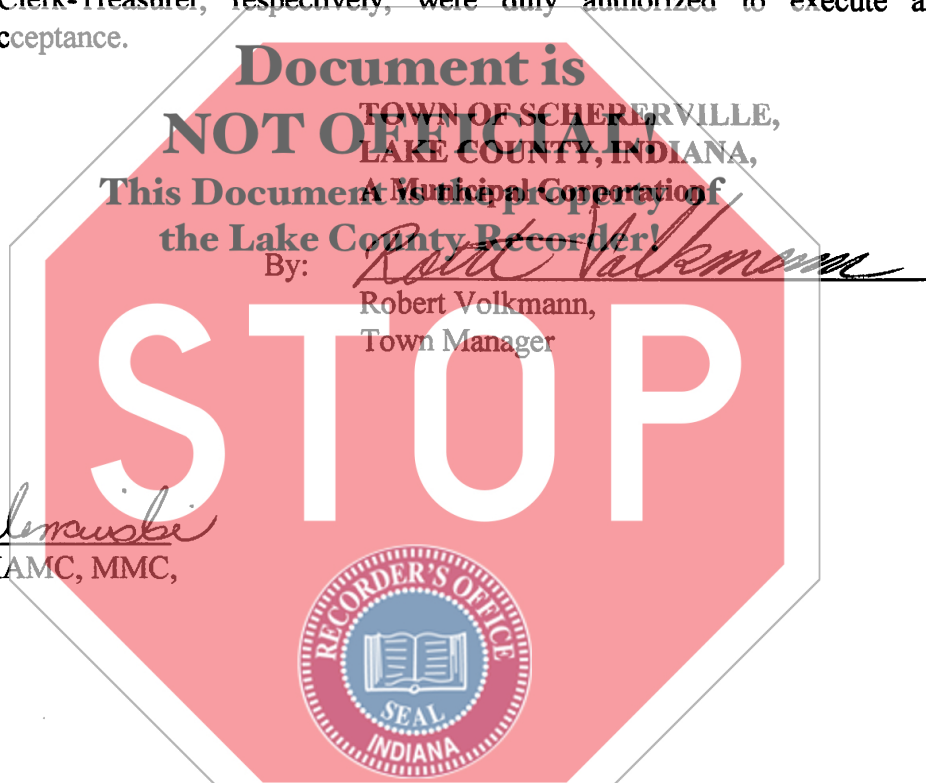 Clerk-Treasurer, respectively, were duly authorized to execute a
cceptance.
Document is
NOT OFFICIAL!
This Document is the property of
the Lake County Recorder!
TOWN OF SCHERERVILLE,
LAKE COUNTY, INDIANA,
A Municipal Corporation
By: Robert Volkmann
Robert Volkmann,
Town Manager
STOP
AMC, MMC,
RECORDER'S OFFICE
SEAL
INDIANA